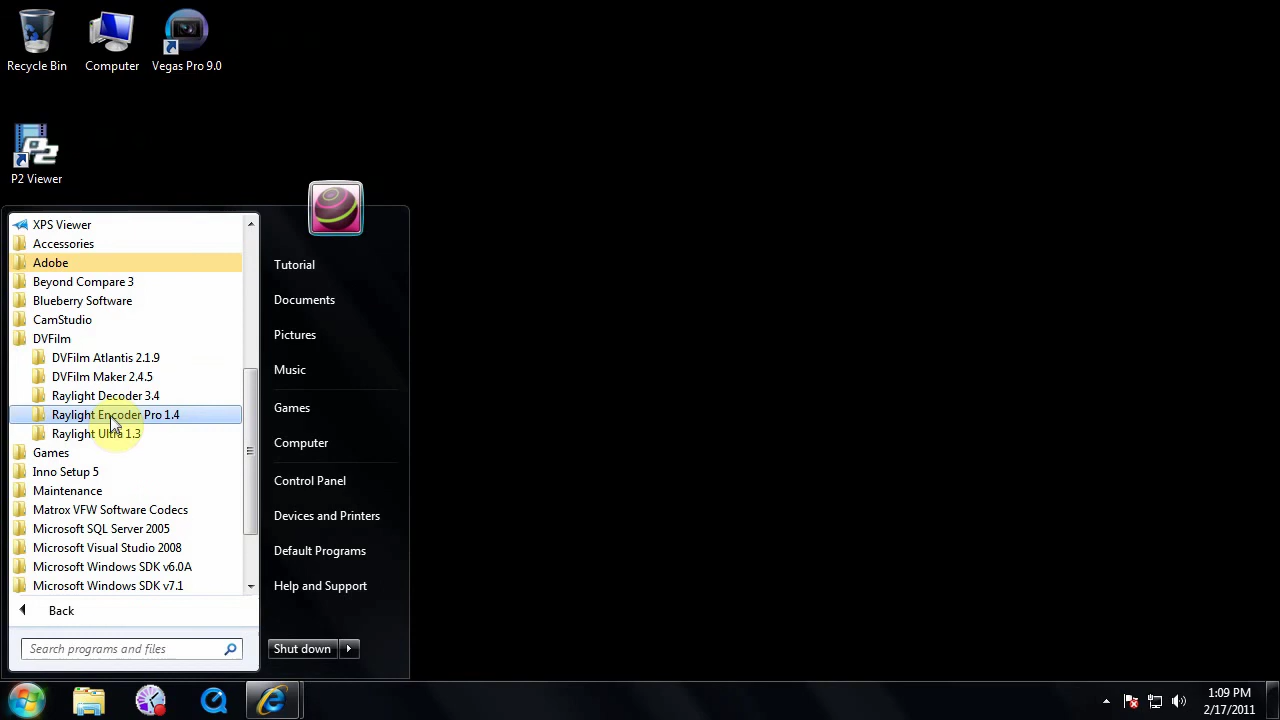 Recycle Bin
Computer
Vegas Pro 9.0
P2
P2 Viewer
XPS Viewer
Accessories
Adobe
Beyond Compare 3
Blueberry Software
CamStudio
DVFilm
DVFilm Atlantis 2.1.9
DVFilm Maker 2.4.5
Raylight Decoder 3.4
Raylight Encoder Pro 1.4
Raylight Ultra 1.3
Games
Inno Setup 5
Maintenance
Matrox VFW Software Codecs
Microsoft SQL Server 2005
Microsoft Visual Studio 2008
Microsoft Windows SDK v6.0A
Microsoft Windows SDK v7.1
Back
Search programs and files
Tutorial
Documents
Pictures
Music
Games
Computer
Control Panel
Devices and Printers
Default Programs
Help and Support
Shut down
1:09 PM
2/17/2011